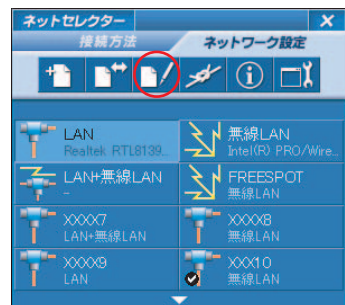 ネットセレクター
接続方法 ネットワーク設定
LAN
Realtek RTL8139...
無線LAN
Intel(R) PRO/Wire...
LAN+無線LAN
-
FREESPOT
無線LAN
XXXX7
LAN+無線LAN
XXXX8
無線LAN
XXXX9
LAN
XXX10
無線LAN